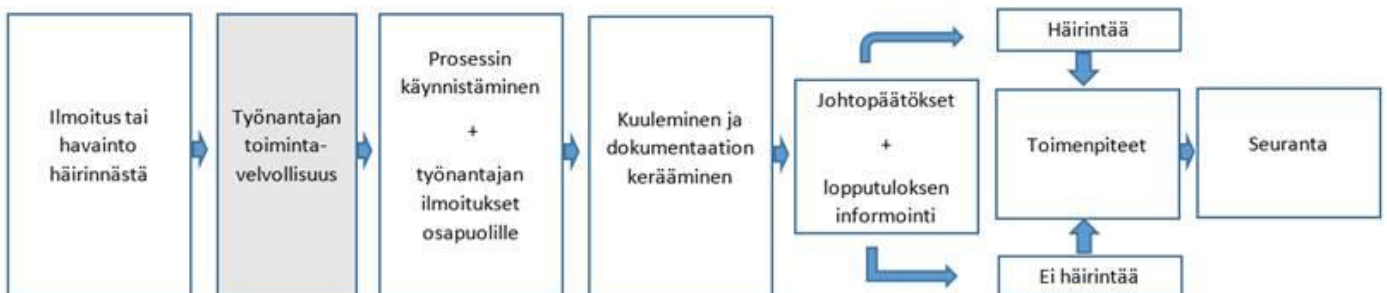 Ilmoitus tai
havainto
häirinnästä
Työnantajan
toiminta-
velvollisuus
Prosessin
käynnistäminen
+
työnantajan
ilmoitukset
osapuolille
Kuuleminen ja
dokumentaation
kerääminen
Johtopäätökset
+
lopputuloksen
informointi
Häirintää
Ei häirintää
Toimenpiteet
Seuranta